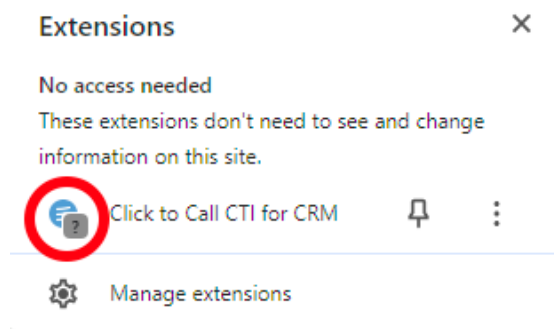 Extensions
No access needed
These extensions don't need to see and change
information on this site.
?
Click to Call CTI for CRM
Manage extensions